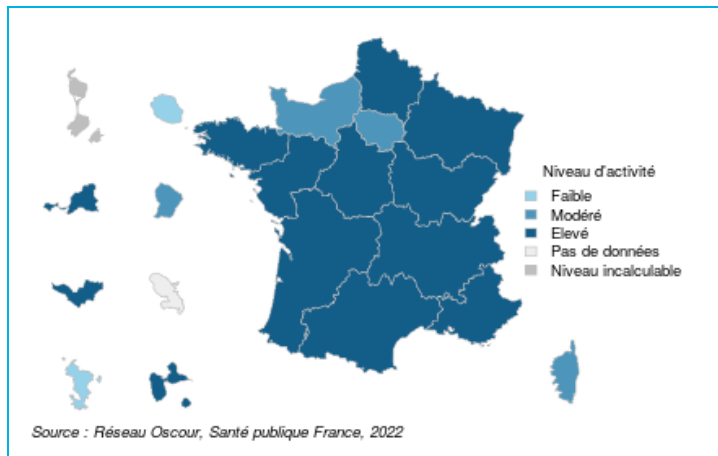 Niveau d'activité
Faible
Modéré
Elevé
Pas de données
Niveau incalculable
Source : Réseau Oscour, Santé publique France, 2022